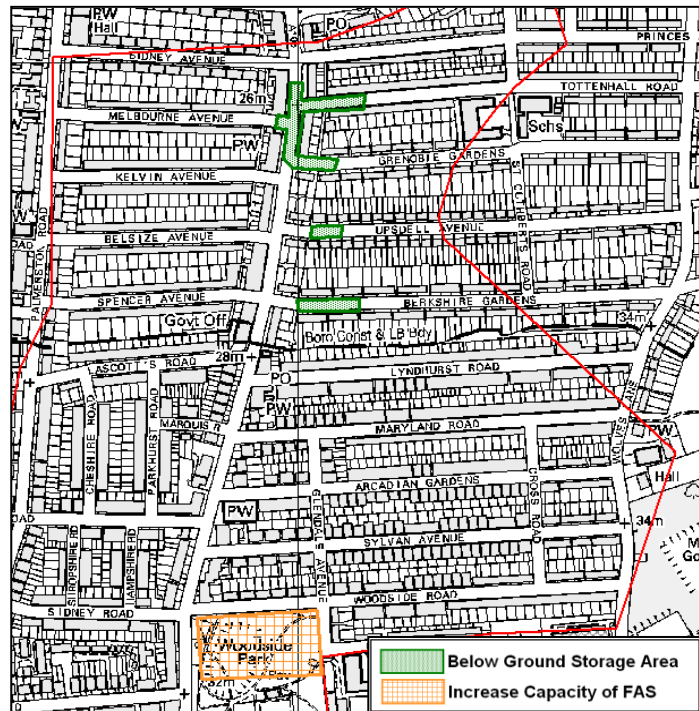 PW
Hall
PO
PRINCES
SIDNEY AVENUE
TOTTENHALL ROAD
26m
MELBOURNE AVENUE
Schs
PW
GRENOBLE GARDENS
KELVIN AVENUE
ST CUTHBERTS ROAD
W
UPSDELL AVENUE
BELSIZE AVENUE
PALMERSTON ROAD
SPENCER AVENUE
BERKSHIRE GARDENS
Govt Off
34m
Boro Const & LB Bdy
28m
ASCOTTS ROAD
LYNDHURST ROAD
PO
PW
MARYLAND ROAD
MARQUIS R
PW
CHESHIRE ROAD
PARKHURST ROAD
Hall
ARCADIAN GARDENS
CROSS ROAD
GLENDALE AVENUE
PW
34m
OAD
SYLVAN AVENUE
SHROPSHIRE RD
HAMPSHIRE RD
WOODSIDE ROAD
SIDNEY ROAD
Woodside
Park
32m
Below Ground Storage Area
Increase Capacity of FAS